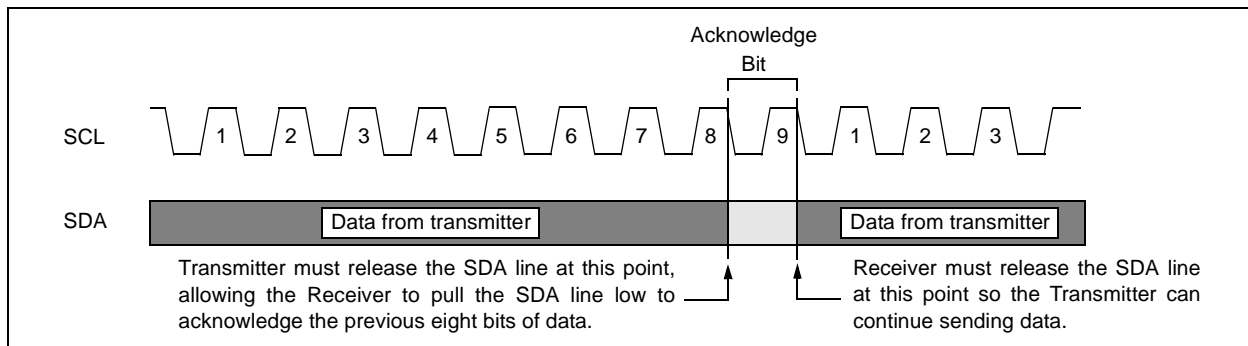 Acknowledge
Bit
SCL
1 2 3 4 5 6 7 8 9 1 2 3
SDA
Data from transmitter
Data from transmitter
Transmitter must release the SDA line at this point,
allowing the Receiver to pull the SDA line low to
acknowledge the previous eight bits of data.
Receiver must release the SDA line
at this point so the Transmitter can
continue sending data.